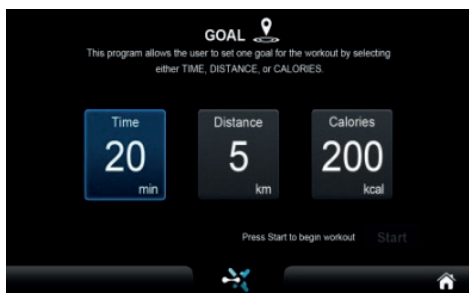 GOAL
This program allows the user to set one goal for the workout by selecting
either TIME, DISTANCE, or CALORIES.
Time Distance Calories
20 5 200
min km kcal
Press Start to begin workout Start